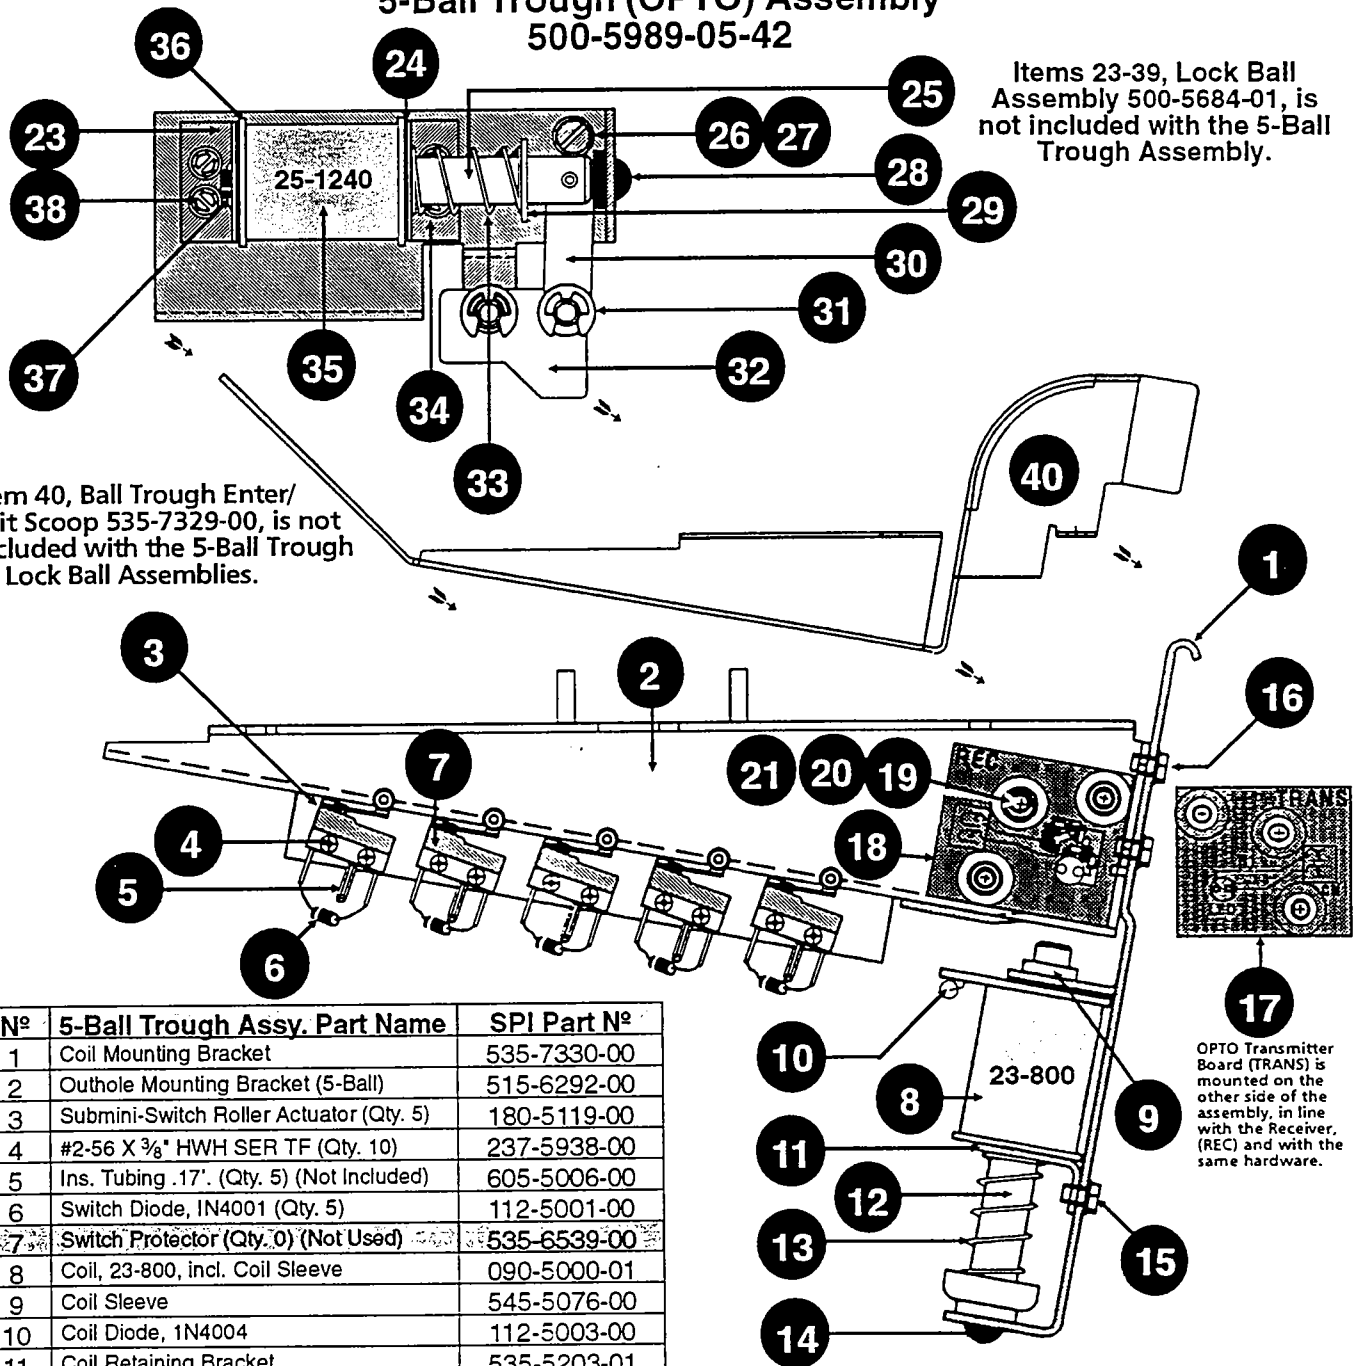 5-Ball Trough (OPTO) Assembly
500-5989-05-42
Items 23-39, Lock Ball
Assembly 500-5684-01, is
not included with the 5-Ball
Trough Assembly.
36
24
25
23
26
27
28
38
25-1240
29
30
31
37
35
34
32
33
40
em 40, Ball Trough Enter/
it Scoop 535-7329-00, is not
cluded with the 5-Ball Trough
Lock Ball Assemblies.
1
3
2
16
7
21
20
19
REC
TRANS
4
18
5
6
17
OPTO Transmitter
Board (TRANS) is
mounted on the
other side of the
assembly, in line
with the Receiver,
(REC) and with the
same hardware.
10
8
23-800
9
11
12
13
15
14
Nº 5-Ball Trough Assy. Part Name SPI Part Nº
1 Coil Mounting Bracket 535-7330-00
2 Outhole Mounting Bracket (5-Ball) 515-6292-00
3 Submini-Switch Roller Actuator (Qty. 5) 180-5119-00
4 #2-56 X 3/8" HWH SER TF (Qty. 10) 237-5938-00
5 Ins. Tubing .17'. (Qty. 5) (Not Included) 605-5006-00
6 Switch Diode, IN4001 (Qty. 5) 112-5001-00
7 Switch Protector (Qty. 0) (Not Used) 535-6539-00
8 Coil, 23-800, incl. Coil Sleeve 090-5000-01
9 Coil Sleeve 545-5076-00
10 Coil Diode, 1N4004 112-5003-00
11 Coil Retaining Bracket 535-5203-01